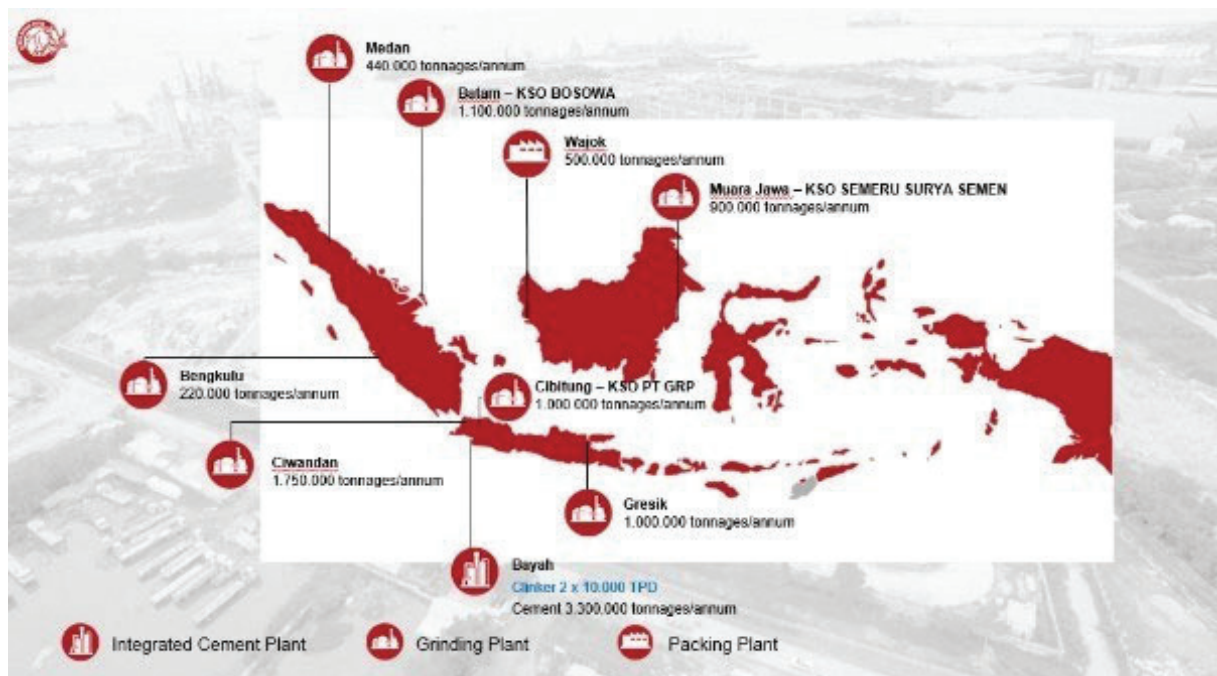 Medan
440.000 tonnages/annum
Batam – KSO BOSOWA
1.100.000 tonnages/annum
Wajok
500.000 tonnages/annum
Muara Jawa – KSO SEMERU SURYA SEMEN
900.000 tonnages/annum
Bengkulu
220.000 tonnages/annum
Cibitung – KSO PT GRP
1.000.000 tonnages/annum
Ciwandan
1.750.000 tonnages/annum
Gresik
1.000.000 tonnages/annum
Bayah
Clinker 2 x 10.000 TPD
Cement 3.300.000 tonnages/annum
Integrated Cement Plant
Grinding Plant
Packing Plant